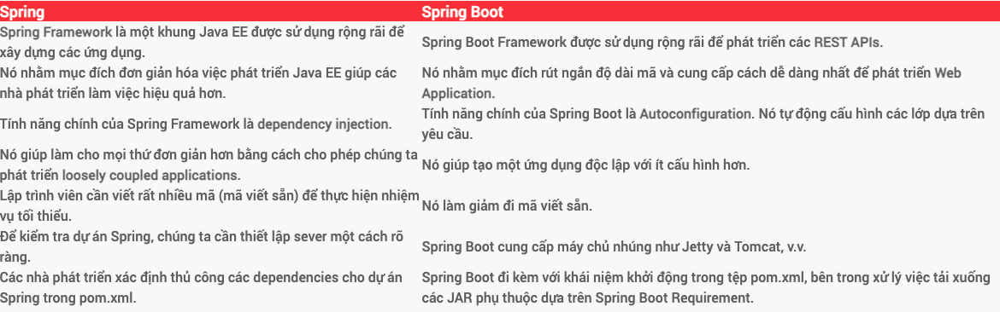 Spring
Spring Boot
Spring Framework là một khung Java EE được sử dụng rộng rãi để
xây dựng các ứng dụng.
Spring Boot Framework được sử dụng rộng rãi để phát triển các REST APIs.
Nó nhằm mục đích đơn giản hóa việc phát triển Java EE giúp các
nhà phát triển làm việc hiệu quả hơn.
Nó nhằm mục đích rút ngắn độ dài mã và cung cấp cách dễ dàng nhất để phát triển Web
Application.
Tính năng chính của Spring Framework là dependency injection.
Tính năng chính của Spring Boot là Autoconfiguration. Nó tự động cấu hình các lớp dựa trên
yêu cầu.
Nó giúp làm cho mọi thứ đơn giản hơn bằng cách cho phép chúng ta
phát triển loosely coupled applications.
Nó giúp tạo một ứng dụng độc lập với ít cấu hình hơn.
Lập trình viên cần viết rất nhiều mã (mã viết sẵn) để thực hiện nhiệm
vụ tối thiểu.
Nó làm giảm đi mã viết sẵn.
Để kiểm tra dự án Spring, chúng ta cần thiết lập sever một cách rõ
ràng.
Spring Boot cung cấp máy chủ nhúng như Jetty và Tomcat, v.v.
Các nhà phát triển xác định thủ công các dependencies cho dự án
Spring trong pom.xml.
Spring Boot đi kèm với khái niệm khởi động trong tệp pom.xml, bên trong xử lý việc tải xuống
các JAR phụ thuộc dựa trên Spring Boot Requirement.